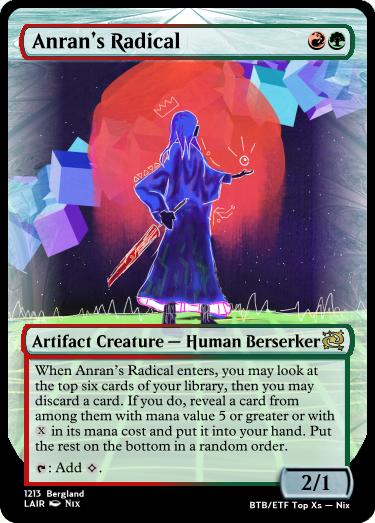 Anran's Radical
Artifact Creature — Human Berserker
When Anran's Radical enters, you may look at
the top six cards of your library, then you may
discard a card. If you do, reveal a card from
among them with mana value 5 or greater or with
X in its mana cost and put it into your hand. Put
the rest on the bottom in a random order.
: Add .
2/1
1213 Bergland
LAIR Nix
BTB/ETF Top Xs — Nix